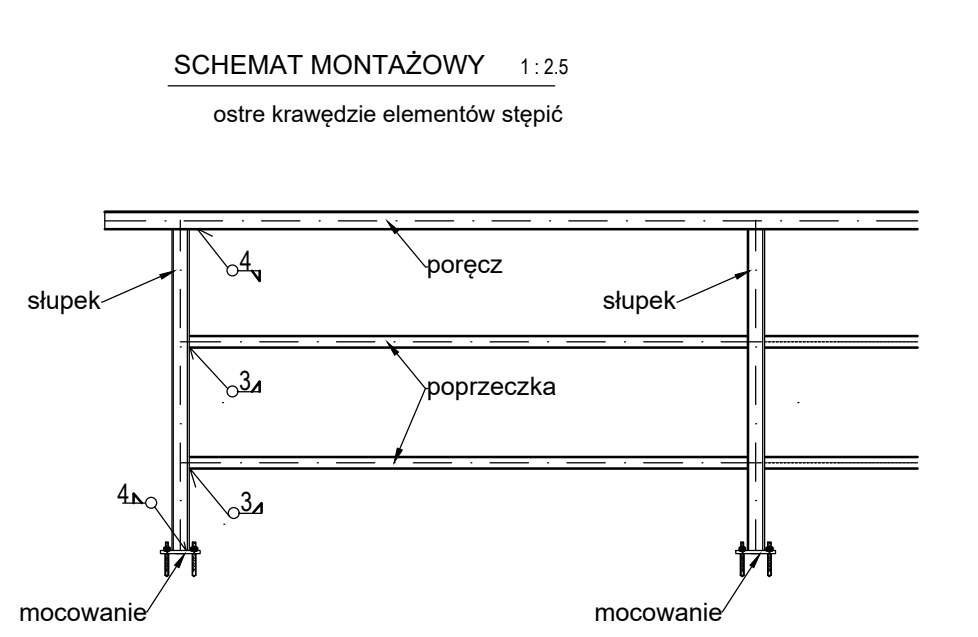 SCHEMAT MONTAŻOWY 1 : 2.5
ostre krawędzie elementów stępić
4
poręcz
słupek
słupek
3
poprzeczka
4
3
mocowanie
mocowanie